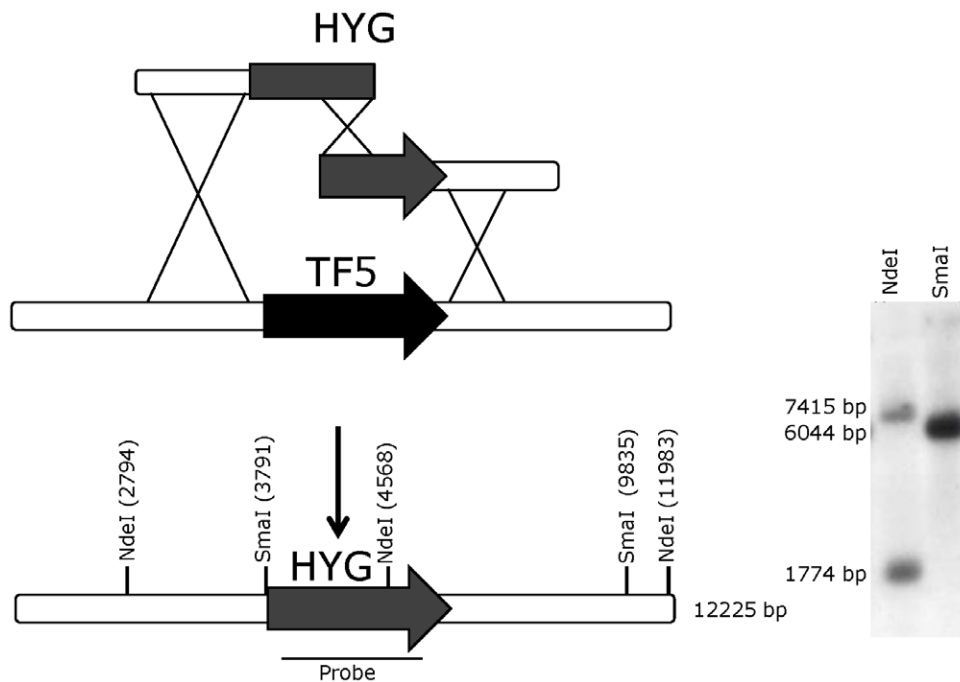 HYG
TF5
NdeI (2794)
SmaI (3791)
HYG
NdeI (4568)
SmaI (9835)
NdeI (11983)
12225 bp
Probe
NdeI
SmaI
7415 bp
6044 bp
1774 bp